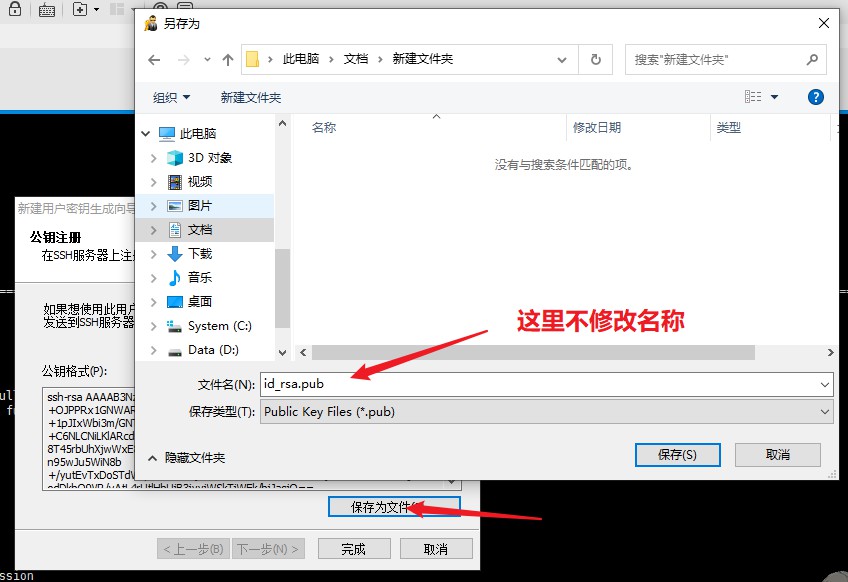 另存为
此电脑
文档
新建文件夹
搜索"新建文件夹"
组织
新建文件夹
此电脑
3D 对象
视频
图片
文档
下载
音乐
桌面
System (C:)
Data (D:)
名称
修改日期
类型
没有与搜索条件匹配的项。
这里不修改名称
文件名(N):
id_rsa.pub
保存类型(T):
Public Key Files (*.pub)
隐藏文件夹
保存(S)
取消
新建用户密钥生成向导
公钥注册
在SSH服务器上注
如果想使用此用户
发送到SSH服务器
公钥格式(P):
ssh-rsa AAAAB3Nz
+OJPPRx1GNWAR
+1pJIxWbi3m/GN
+C6NLCNiLKlARcd
8T45rbUhXjwWxE
n95wJu5WiN8b
+/yutEvTxDoSTdW
保存为文件
< 上一步(B)
下一步(N) >
完成
取消
ssion